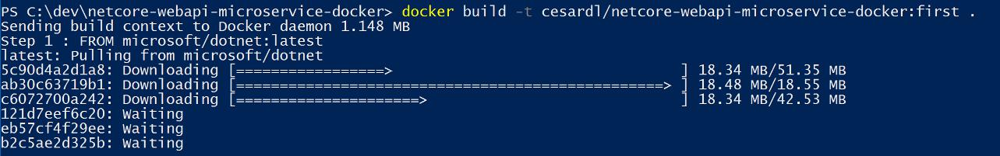 PS C:\dev\netcore-webapi-microservice-docker> docker build -t cesardl/netcore-webapi-microservice-docker:first .
Sending build context to Docker daemon 1.148 MB
Step 1 : FROM microsoft/dotnet:latest
latest: Pulling from microsoft/dotnet
5c90d4a2d1a8: Downloading [=================>                                 ] 18.34 MB/51.35 MB
ab30c63719b1: Downloading [=================================================> ] 18.48 MB/18.55 MB
c6072700a242: Downloading [=====================>                             ] 18.34 MB/42.53 MB
121d7eef6c20: Waiting
eb57cf4f29ee: Waiting
b2c5ae2d325b: Waiting